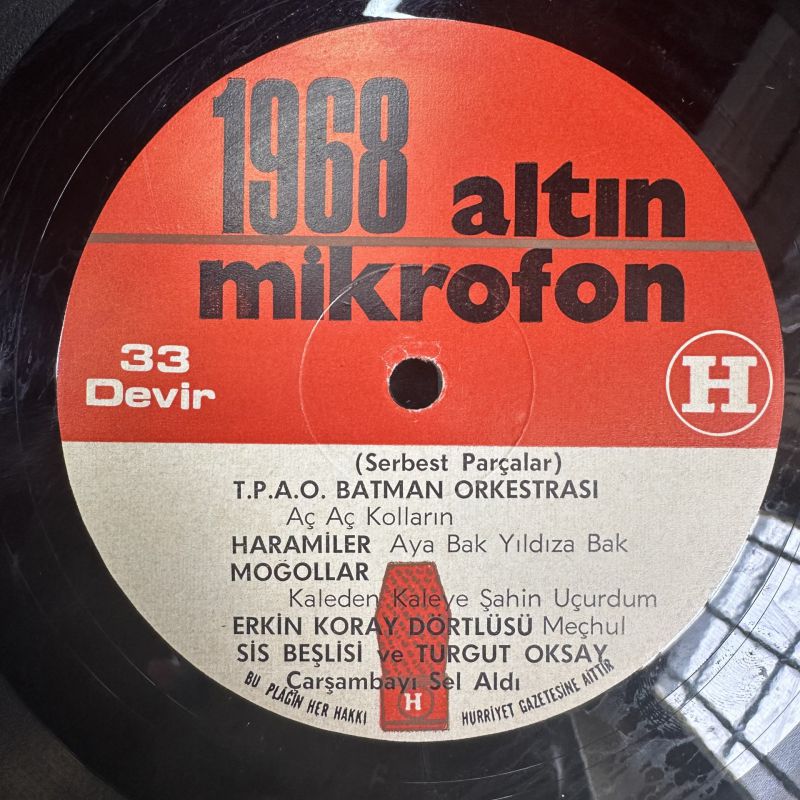 1968 altın
mikrofon
33
Devir
H
(Serbest Parçalar)
T.P.A.O. BATMAN ORKESTRASI
Aç Aç Kolların
HARAMİLER Aya Bak Yıldıza Bak
MOĞOLLAR
Kaleden Kaleye Şahin Uçurdum
ERKİN KORAY DÖRTLÜSÜ Meçhul
SİS BEŞLİSİ ve TURGUT OKSAY
Çarşambayı Sel Aldı
H
BU PLAĞIN HER HAKKI HURRİYET GAZETESİNE AİTTİR